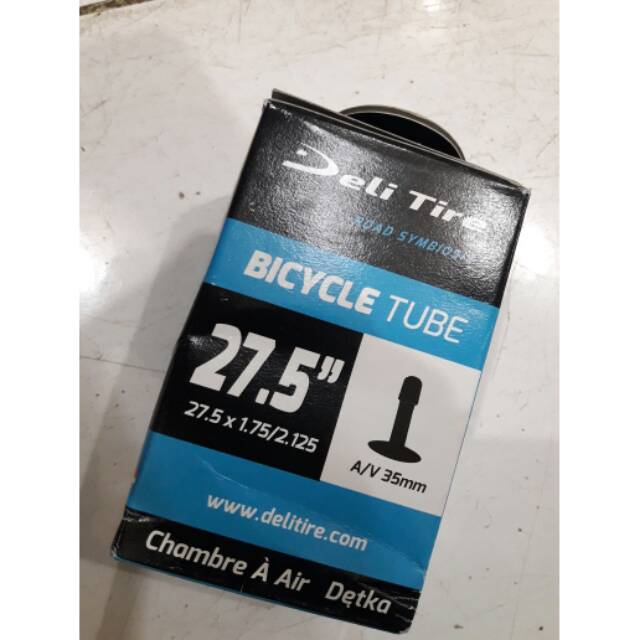 Deli Tire
ROAD SYMBIOSIS
BICYCLE TUBE
27.5”
27.5 x 1.75/2.125
A/V 35mm
www.delitire.com
Chambre À Air Dętka